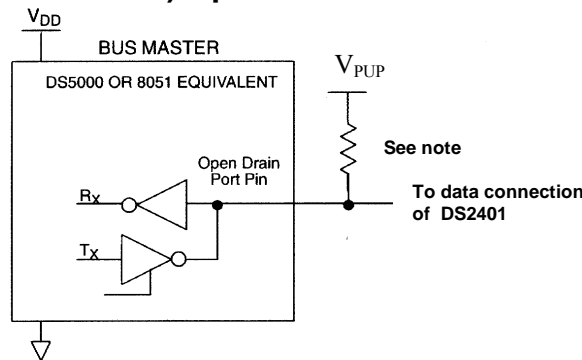 VDD
BUS MASTER
DS5000 OR 8051 EQUIVALENT
VPUP
See note
Open Drain
Port Pin
RX
To data connection
of DS2401
TX